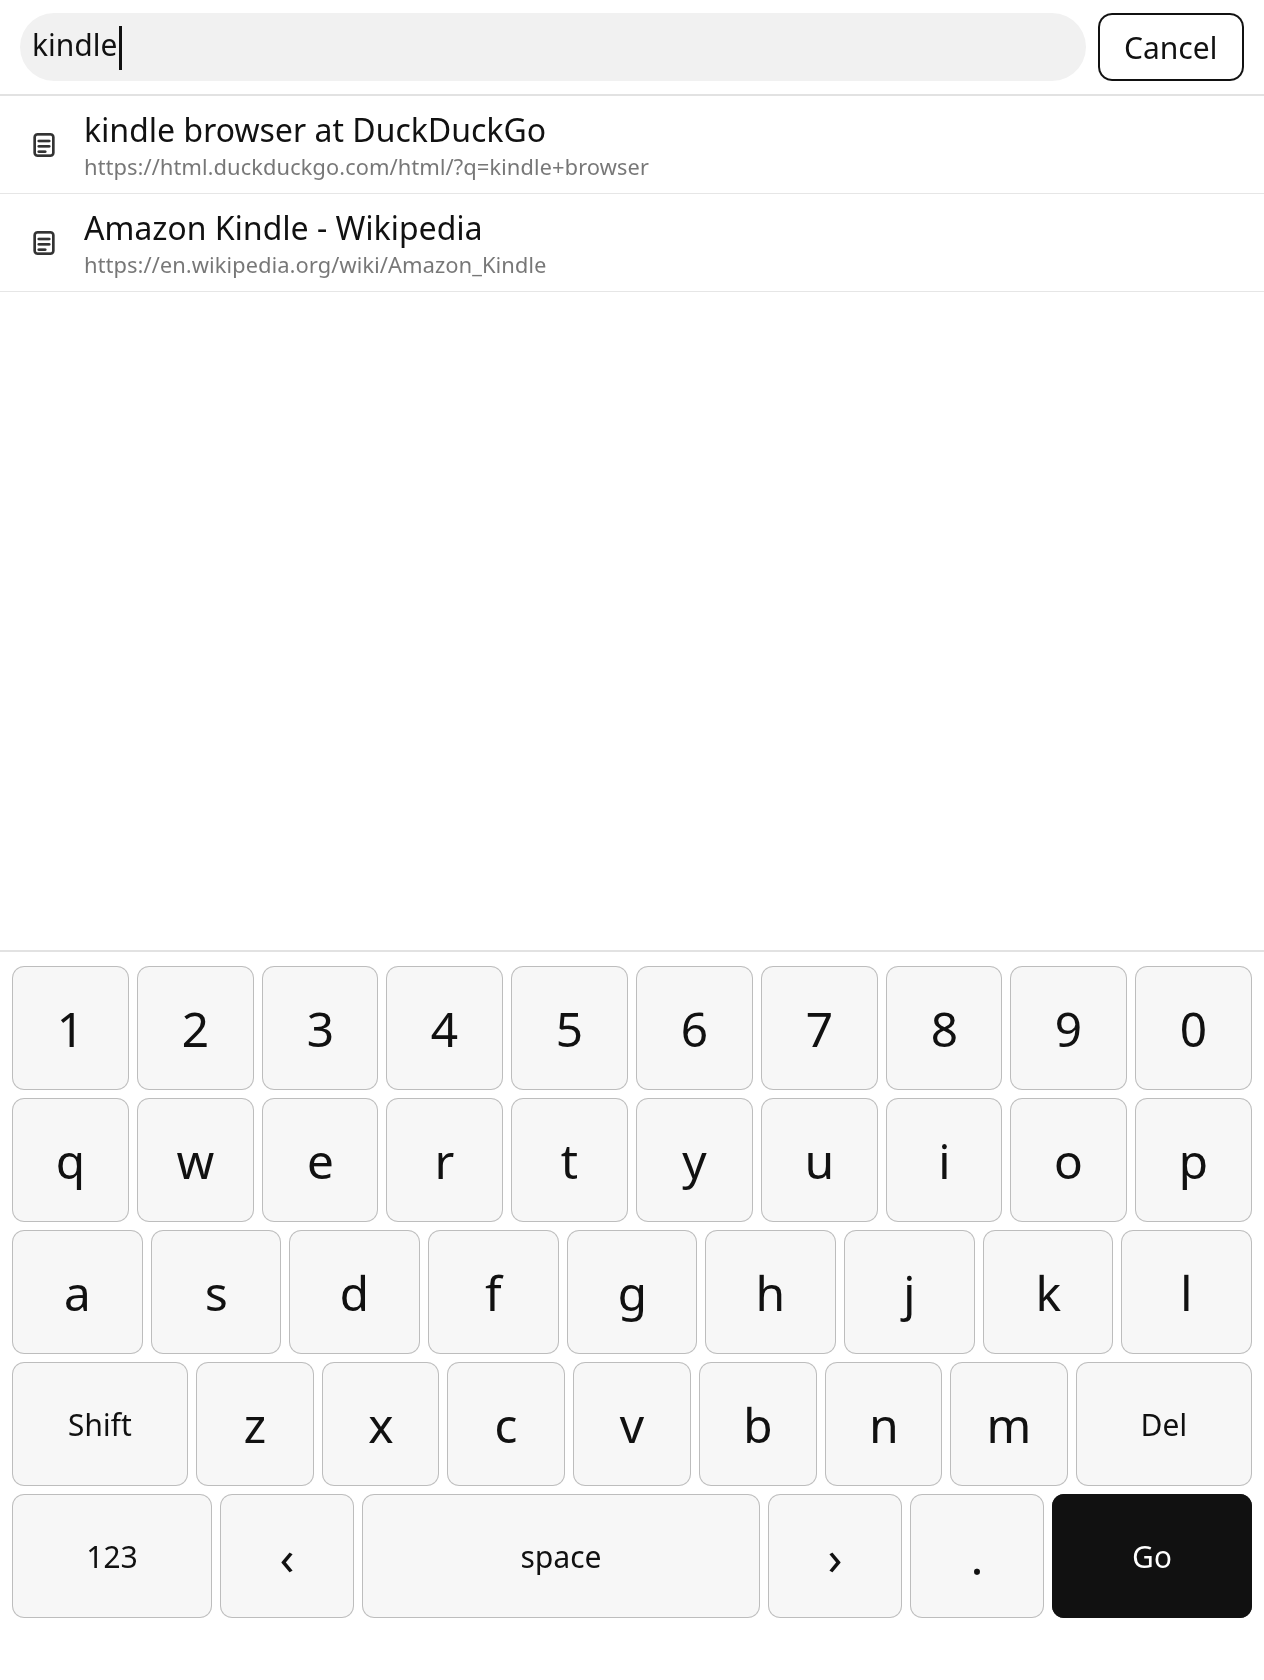 kindle
Cancel
kindle browser at DuckDuckGo
https://html.duckduckgo.com/html/?q=kindle+browser
Amazon Kindle - Wikipedia
https://en.wikipedia.org/wiki/Amazon_Kindle
1 2 3 4 5 6 7 8 9 0
q w e r t y u i o p
a s d f g h j k l
Shift z x c v b n m Del
123 ‹ space › . Go